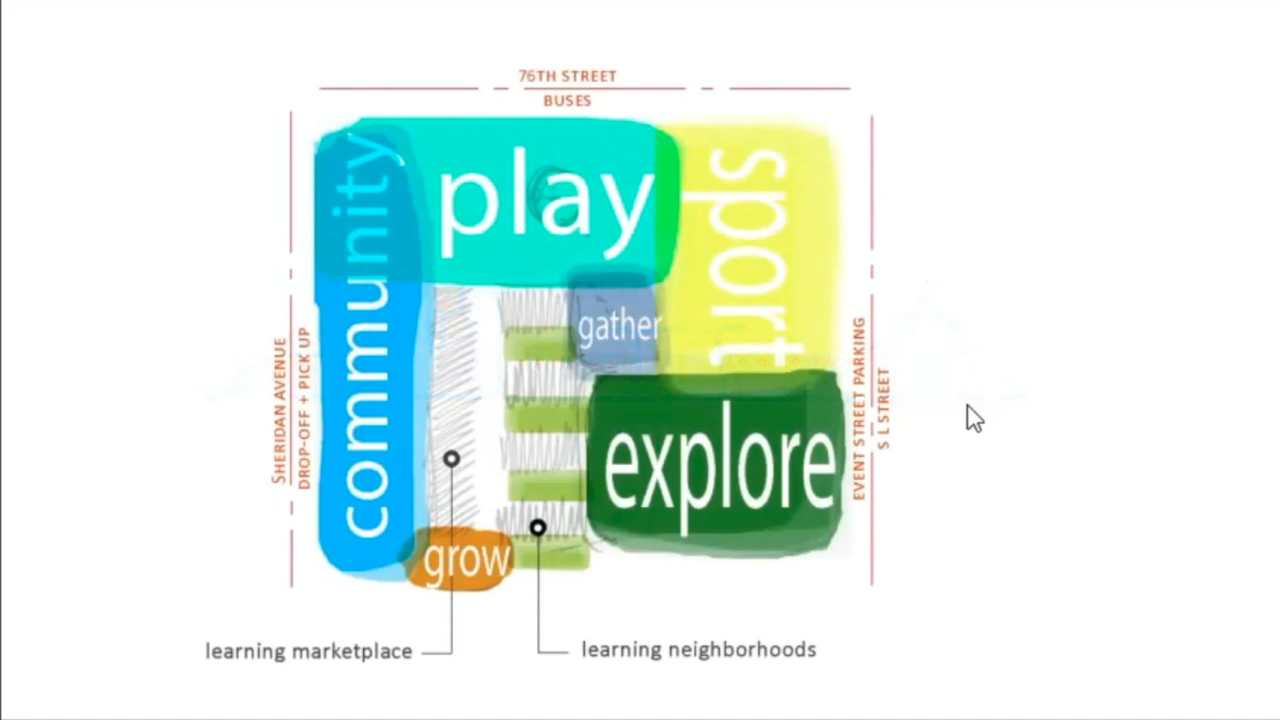 76TH STREET
BUSES
community
play
sport
gather
SHERIDAN AVENUE
DROP-OFF + PICK UP
explore
EVENT STREET PARKING
S L STREET
grow
learning marketplace
learning neighborhoods